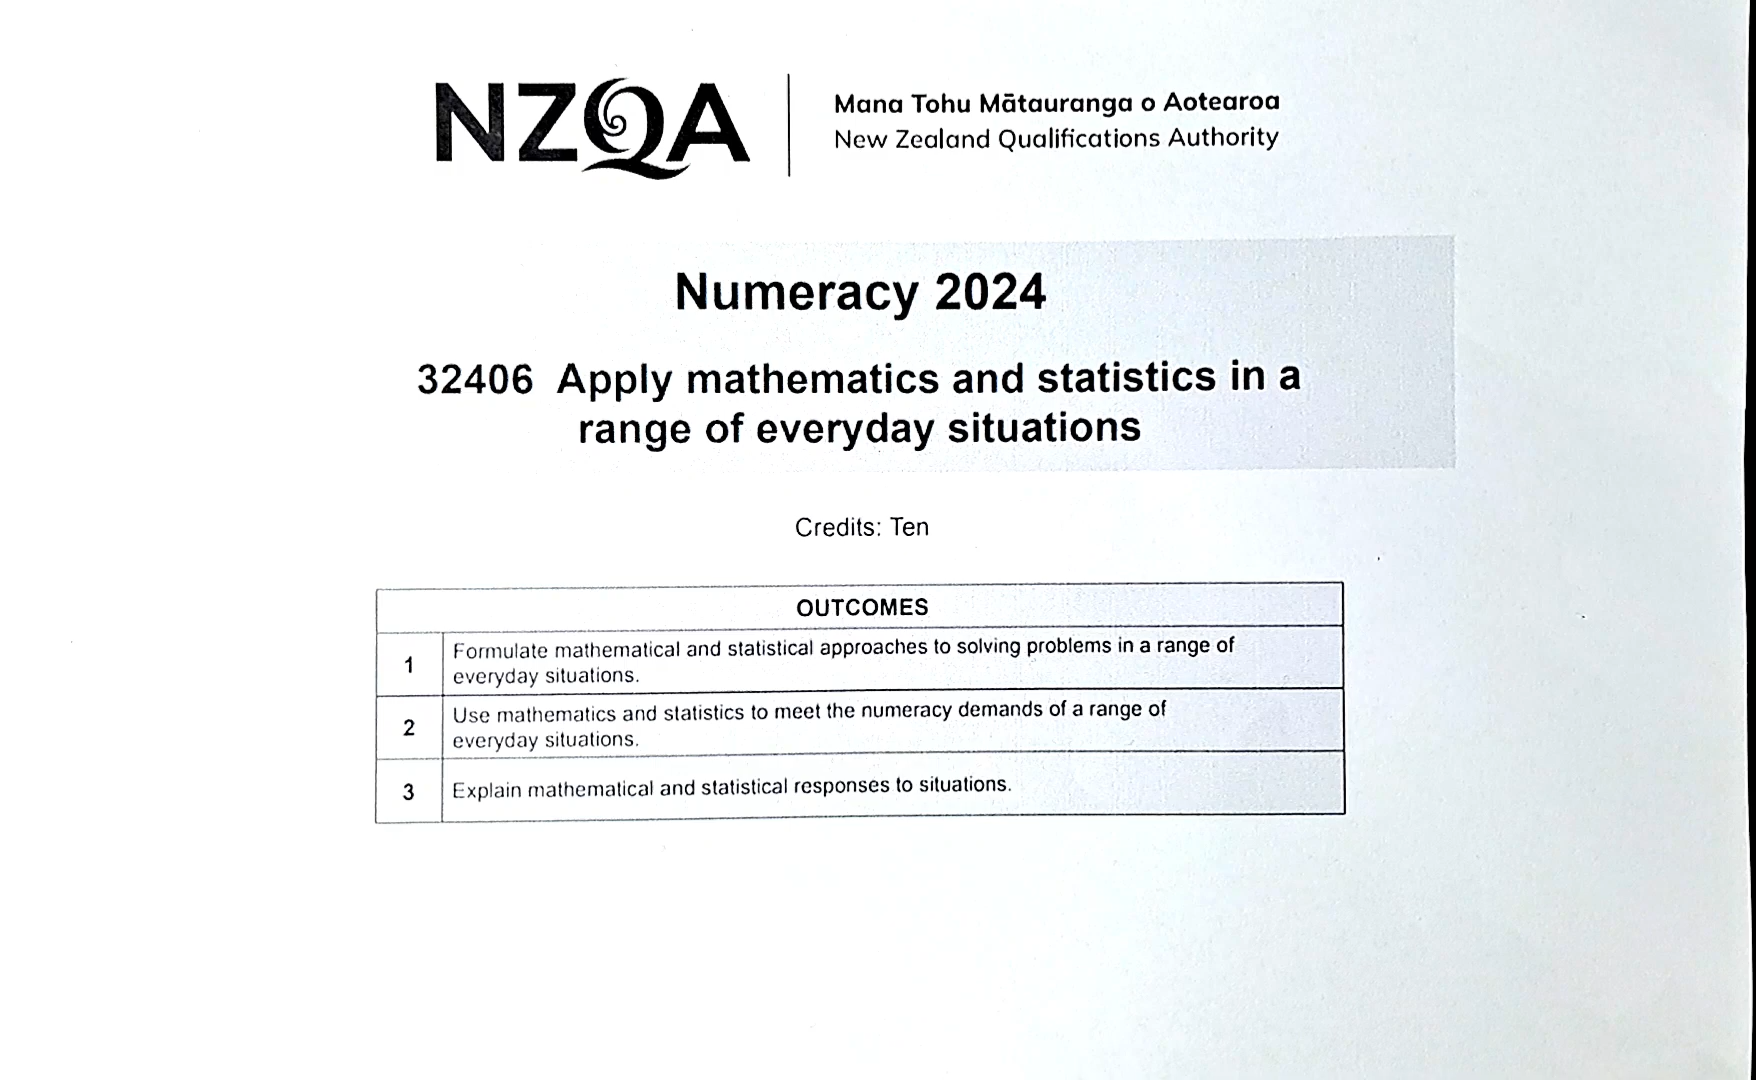 NZQA
Mana Tohu Mātauranga o Aotearoa
New Zealand Qualifications Authority
Numeracy 2024
32406 Apply mathematics and statistics in a
range of everyday situations
Credits: Ten
OUTCOMES
1
Formulate mathematical and statistical approaches to solving problems in a range of
everyday situations.
2
Use mathematics and statistics to meet the numeracy demands of a range of
everyday situations.
3
Explain mathematical and statistical responses to situations.